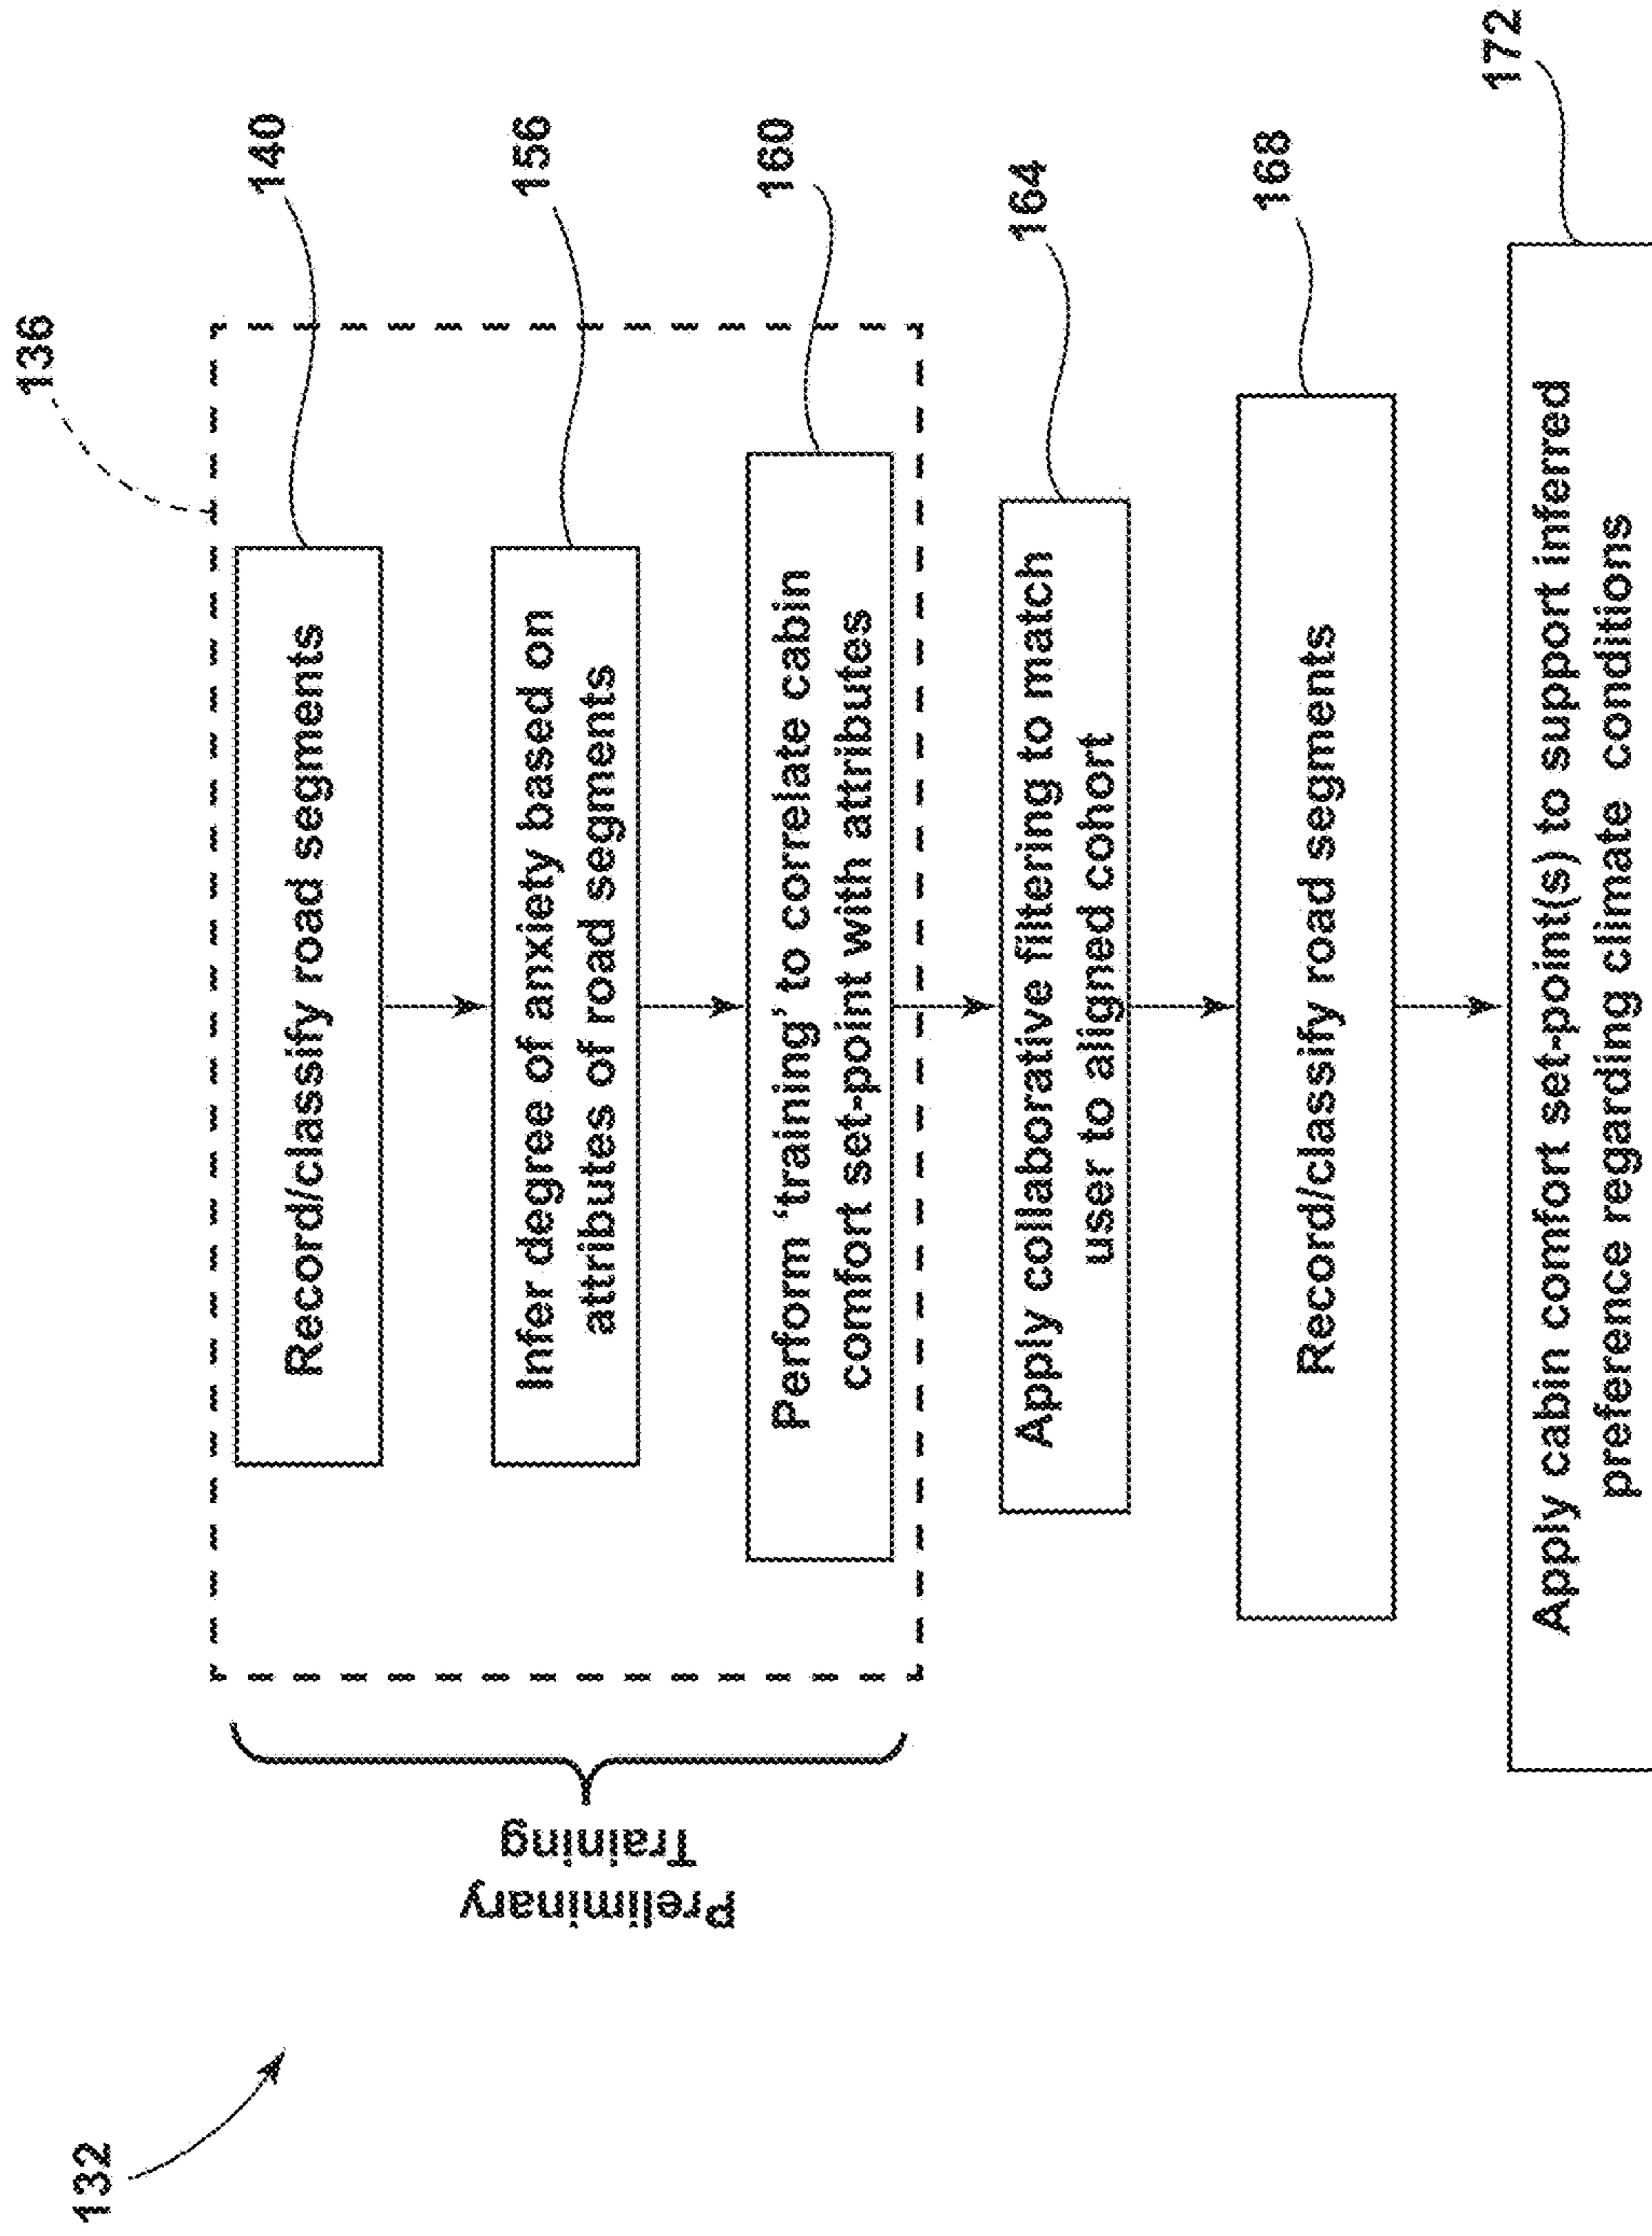 132
136
Preliminary
Training
Record/classify road segments
140
Infer degree of anxiety based on
attributes of road segments
156
Perform ‘training’ to correlate cabin
comfort set-point with attributes
160
Apply collaborative filtering to match
user to aligned cohort
164
Record/classify road segments
168
Apply cabin comfort set-point(s) to support inferred
preference regarding climate conditions
172